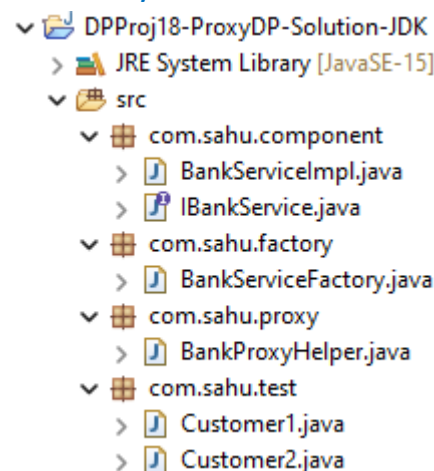 DPProj18-ProxyDP-Solution-JDK
JRE System Library [JavaSE-15]
src
com.sahu.component
BankServiceImpl.java
IBankService.java
com.sahu.factory
BankServiceFactory.java
com.sahu.proxy
BankProxyHelper.java
com.sahu.test
Customer1.java
Customer2.java